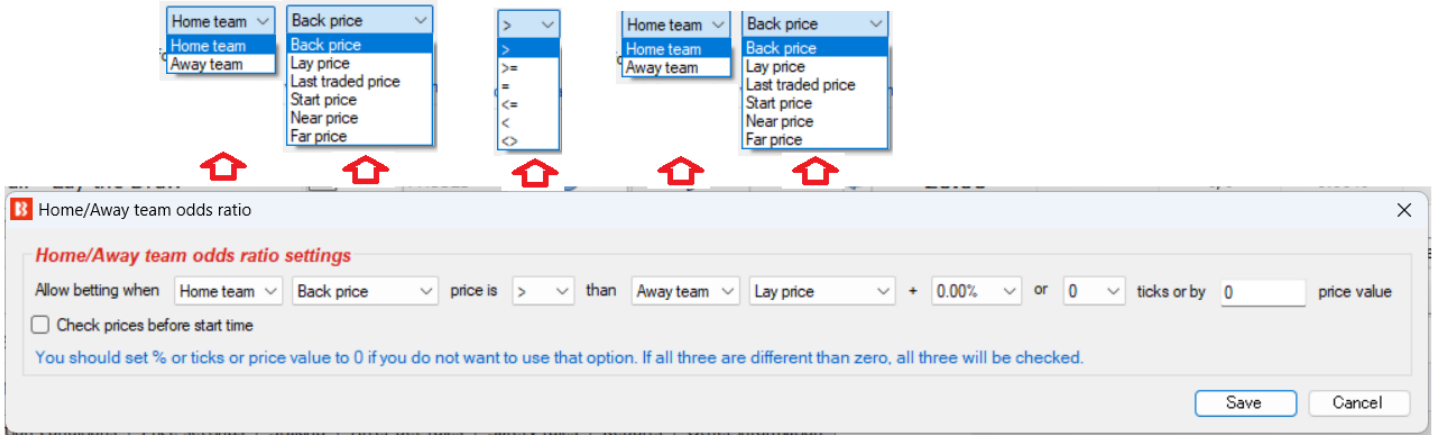 Home team Back price > Home team Back price
Home team Back price > Home team Back price
Away team Lay price >= Away team Lay price
Last traded price = Last traded price
Start price <= Start price
Near price < Near price
Far price <> Far price
Home/Away team odds ratio
Home/Away team odds ratio settings
Allow betting when Home team Back price price is > than Away team Lay price + 0.00% or 0 ticks or by 0 price value
Check prices before start time
You should set % or ticks or price value to 0 if you do not want to use that option. If all three are different than zero, all three will be checked.
Save Cancel